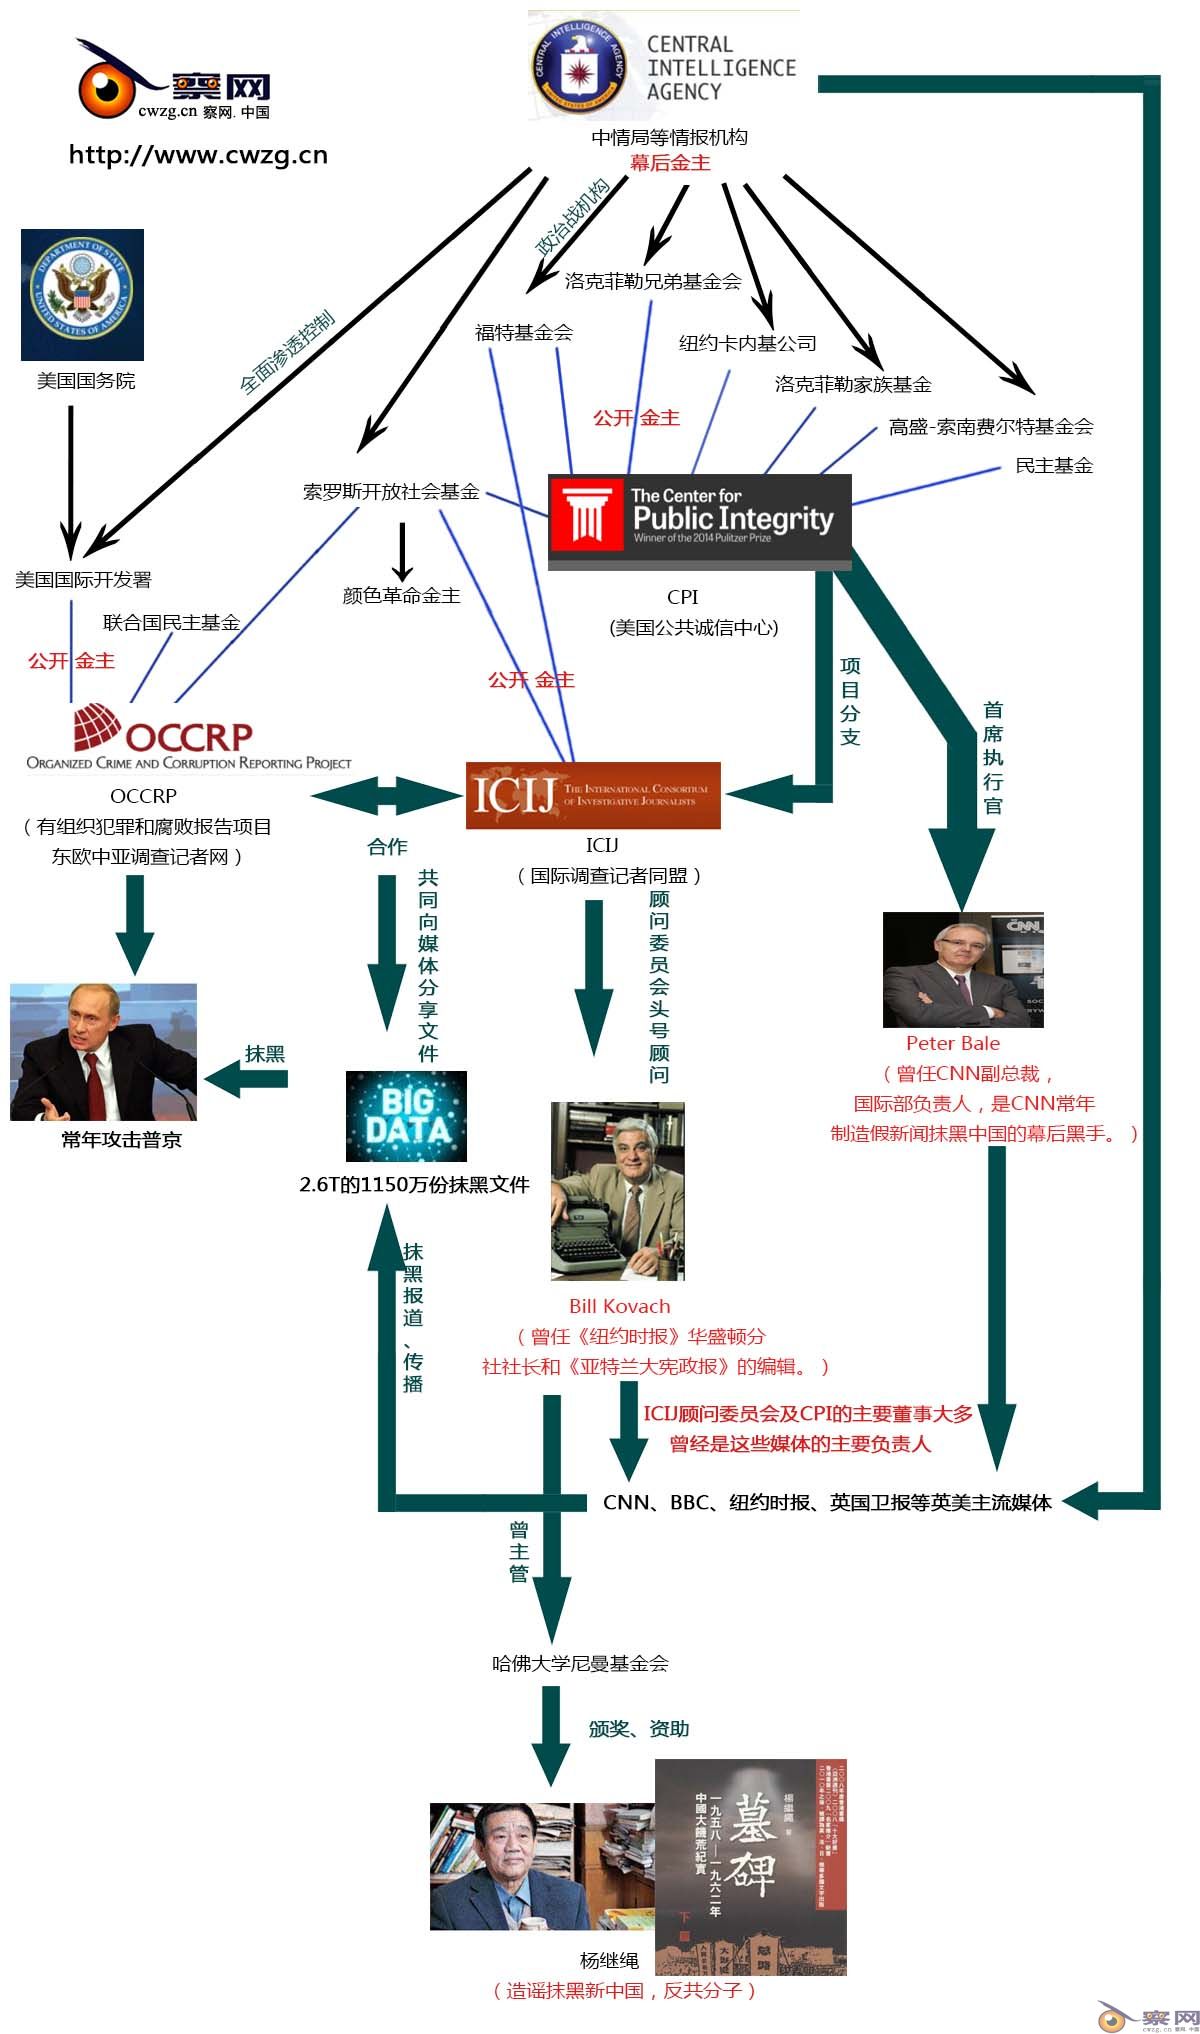 察网
cwzg.cn 察网.中国
http://www.cwzg.cn
CENTRAL INTELLIGENCE AGENCY
UNITED STATES OF AMERICA
CENTRAL
INTELLIGENCE
AGENCY
中情局等情报机构
幕后金主
DEPARTMENT OF STATE
UNITED STATES OF AMERICA
美国国务院
全面渗透控制
政治战机构
洛克菲勒兄弟基金会
福特基金会
纽约卡内基公司
洛克菲勒家族基金
公开 金主
高盛-索南费尔特基金会
民主基金
索罗斯开放社会基金
颜色革命金主
The Center for
Public Integrity
Winner of the 2014 Pulitzer Prize
CPI
(美国公共诚信中心)
美国国际开发署
联合国民主基金
公开 金主
公开 金主
项目分支
首席执行官
OCCRP
ORGANIZED CRIME AND CORRUPTION REPORTING PROJECT
OCCRP
（有组织犯罪和腐败报告项目
东欧中亚调查记者网）
ICIJ
THE INTERNATIONAL CONSORTIUM
OF INVESTIGATIVE JOURNALISTS
ICIJ
（国际调查记者同盟）
合作
共同向媒体分享文件
顾问委员会头号顾问
CNN
Peter Bale
（曾任CNN副总裁，
国际部负责人，是CNN常年
制造假新闻抹黑中国的幕后黑手。）
抹黑
常年攻击普京
BIG
DATA
2.6T的1150万份抹黑文件
抹黑报道、传播
Bill Kovach
（曾任《纽约时报》华盛顿分
社社长和《亚特兰大宪政报》的编辑。）
ICIJ顾问委员会及CPI的主要董事大多
曾经是这些媒体的主要负责人
CNN、BBC、纽约时报、英国卫报等英美主流媒体
曾主管
哈佛大学尼曼基金会
颁奖、资助
墓碑
楊繼繩 著
一九五八——一九六二年
中國大饑荒紀實
下
杨继绳
（造谣抹黑新中国，反共分子）
察网
cwzg.cn 察网.中国